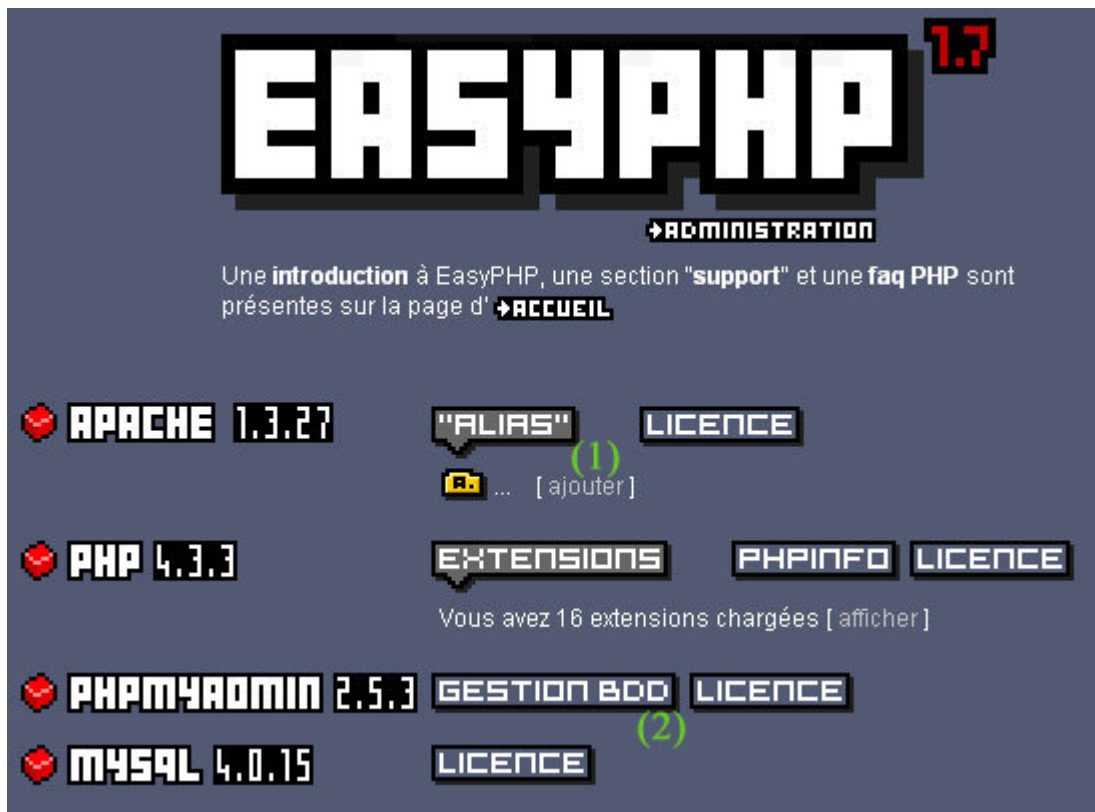 EASYPHP 1.7
ADMINISTRATION
Une introduction à EasyPHP, une section "support" et une faq PHP sont
présentes sur la page d' ACCUEIL
APACHE 1.3.27 "ALIAS" LICENCE
(1)
A. ... [ ajouter ]
PHP 4.3.3 EXTENSIONS PHPINFO LICENCE
Vous avez 16 extensions chargées [ afficher ]
PHPMYADMIN 2.5.3 GESTION BDD LICENCE
(2)
MYSQL 4.0.15 LICENCE